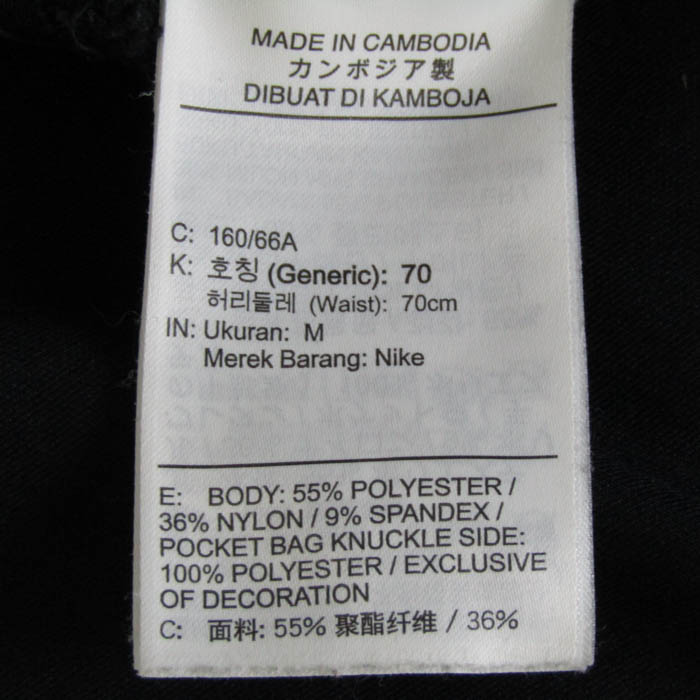 MADE IN CAMBODIA
カンボジア製
DIBUAT DI KAMBOJA
C: 160/66A
K: 호칭 (Generic): 70
허리둘레 (Waist): 70cm
IN: Ukuran: M
Merek Barang: Nike
E: BODY: 55% POLYESTER /
36% NYLON / 9% SPANDEX /
POCKET BAG KNUCKLE SIDE:
100% POLYESTER / EXCLUSIVE
OF DECORATION
C: 面料: 55% 聚酯纤维 / 36%